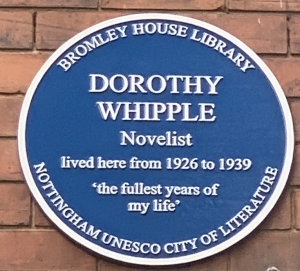 BROMLEY HOUSE LIBRARY
DOROTHY
WHIPPLE
Novelist
lived here from 1926 to 1939
‘the fullest years of
my life’
NOTTINGHAM UNESCO CITY OF LITERATURE